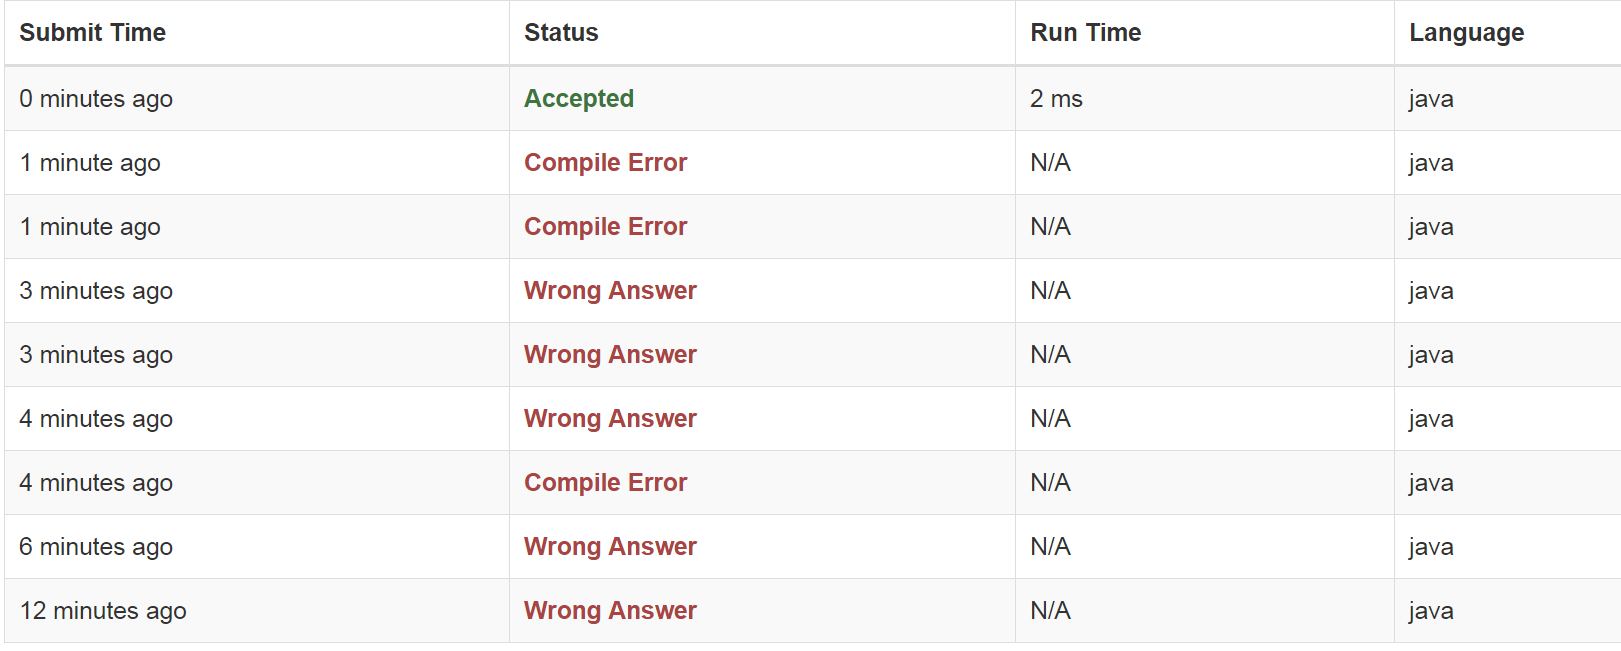 Submit Time Status Run Time Language
0 minutes ago Accepted 2 ms java
1 minute ago Compile Error N/A java
1 minute ago Compile Error N/A java
3 minutes ago Wrong Answer N/A java
3 minutes ago Wrong Answer N/A java
4 minutes ago Wrong Answer N/A java
4 minutes ago Compile Error N/A java
6 minutes ago Wrong Answer N/A java
12 minutes ago Wrong Answer N/A java